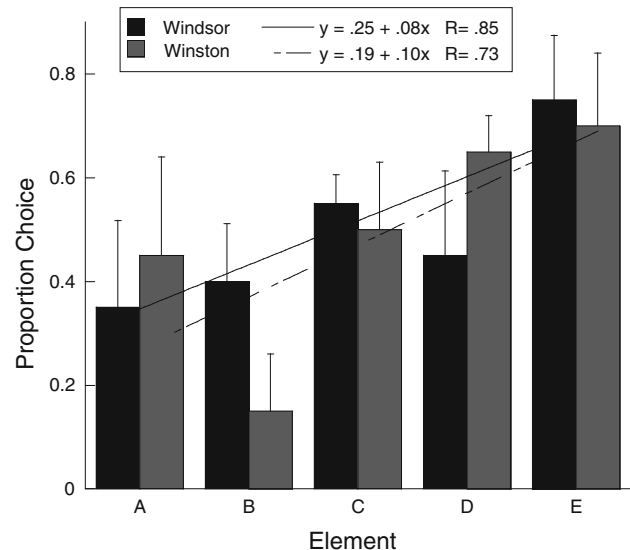 Windsor y = .25 + .08x R= .85
Winston y = .19 + .10x R= .73
0.8
0.6
0.4
0.2
0
Proportion Choice
A B C D E
Element